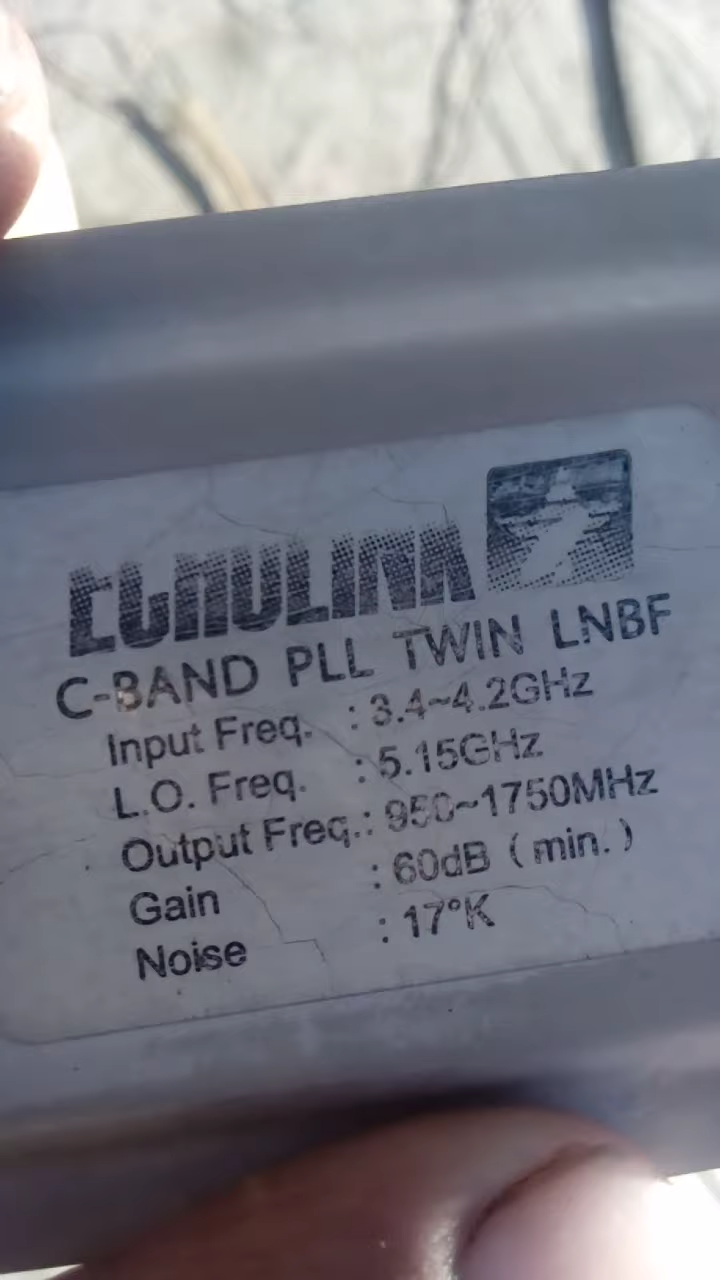 ECHOLINK
C-BAND PLL TWIN LNBF
Input Freq. : 3.4~4.2GHz
L.O. Freq. : 5.15GHz
Output Freq.: 950~1750MHz
Gain : 60dB (min.)
Noise : 17°K